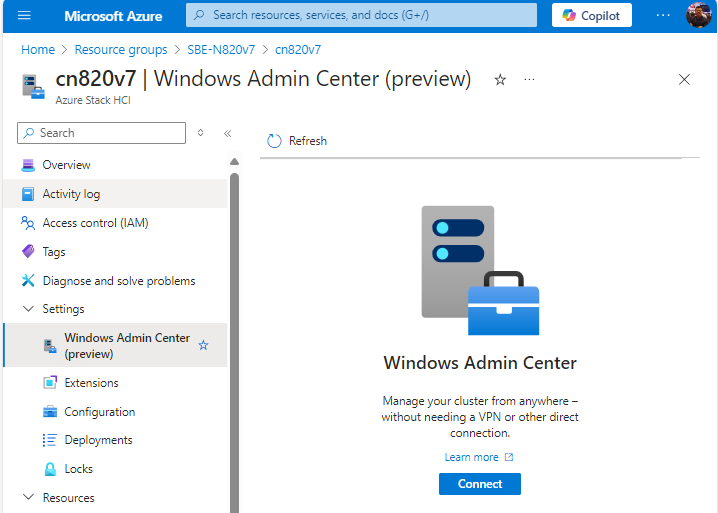 Microsoft Azure
Search resources, services, and docs (G+/)
Copilot
Home > Resource groups > SBE-N820v7 > cn820v7
cn820v7 | Windows Admin Center (preview)
Azure Stack HCI
Search
Refresh
Overview
Activity log
Access control (IAM)
Tags
Diagnose and solve problems
Settings
Windows Admin Center
(preview)
Extensions
Configuration
Deployments
Locks
Resources
Windows Admin Center
Manage your cluster from anywhere –
without needing a VPN or other direct
connection.
Learn more
Connect